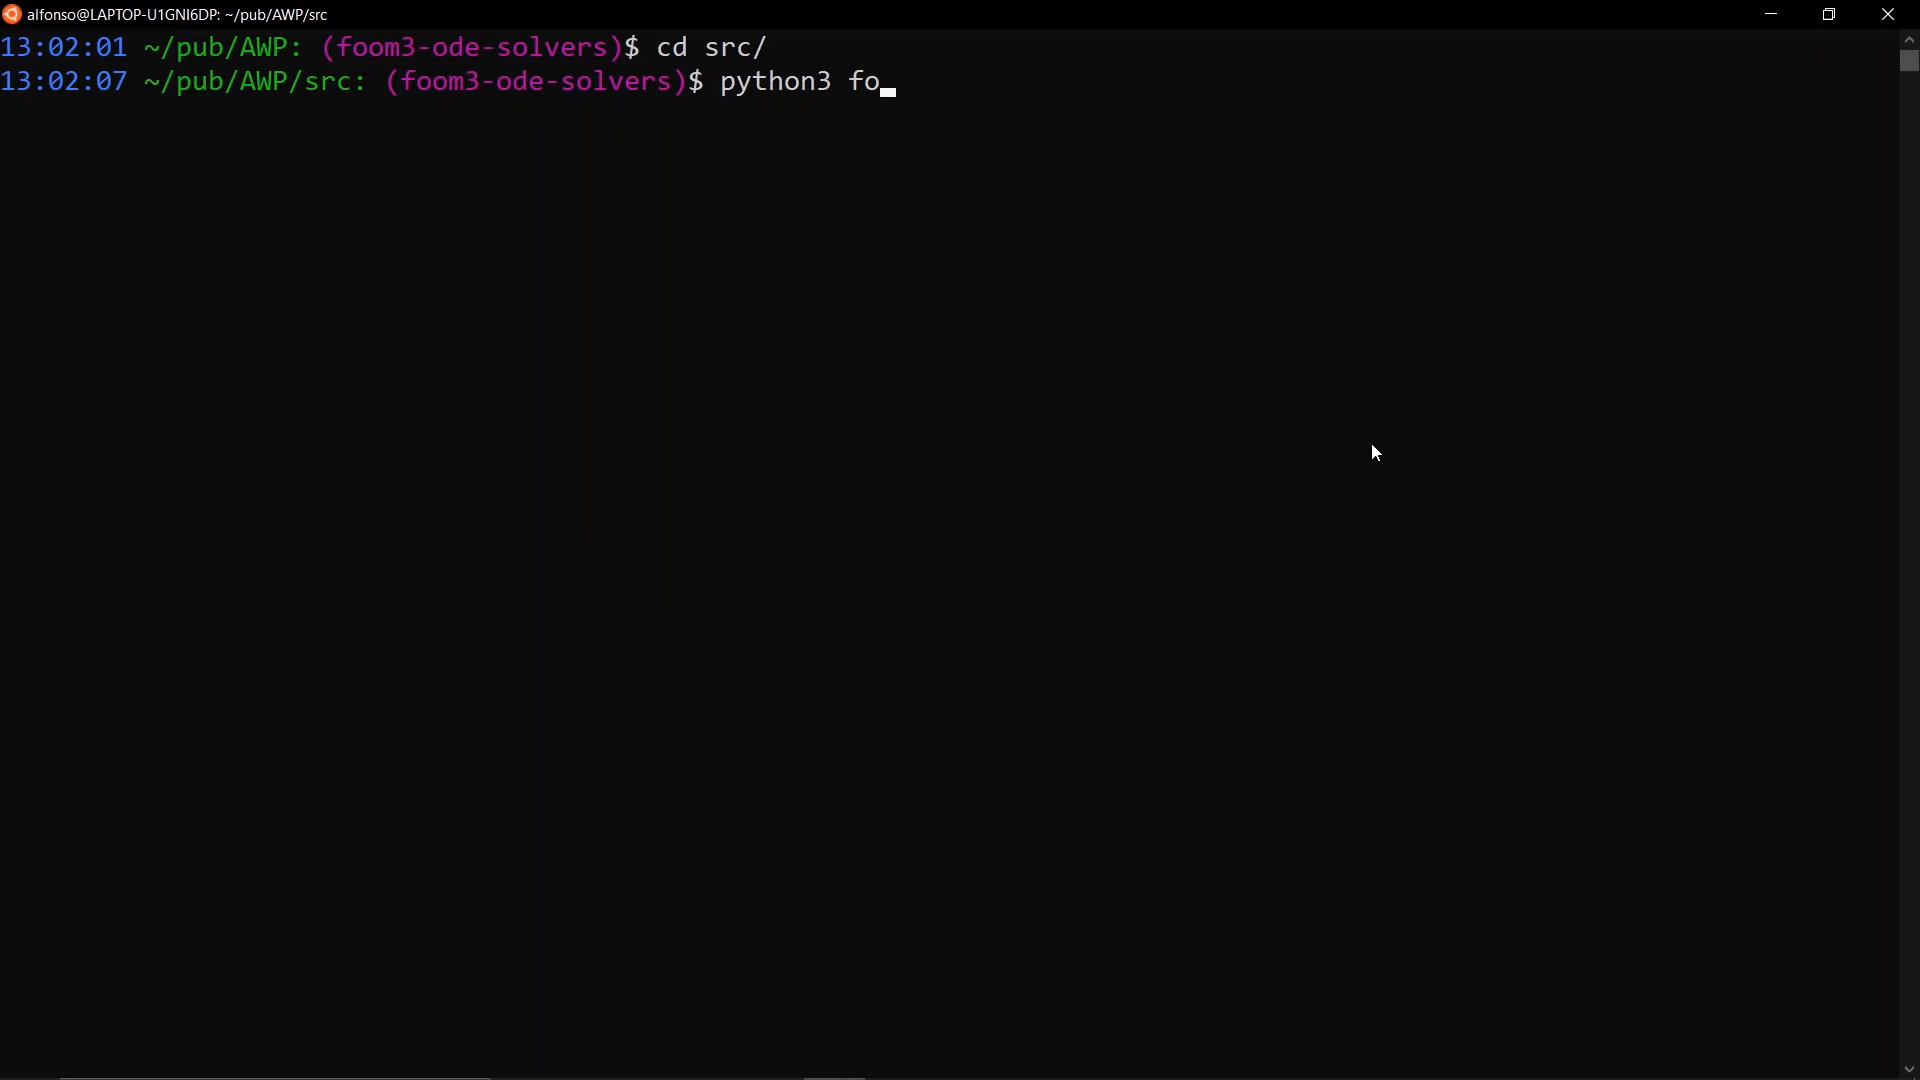 alfonso@LAPTOP-U1GNI6DP: ~/pub/AWP/src
13:02:01 ~/pub/AWP: (foom3-ode-solvers)$ cd src/
13:02:07 ~/pub/AWP/src: (foom3-ode-solvers)$ python3 fo